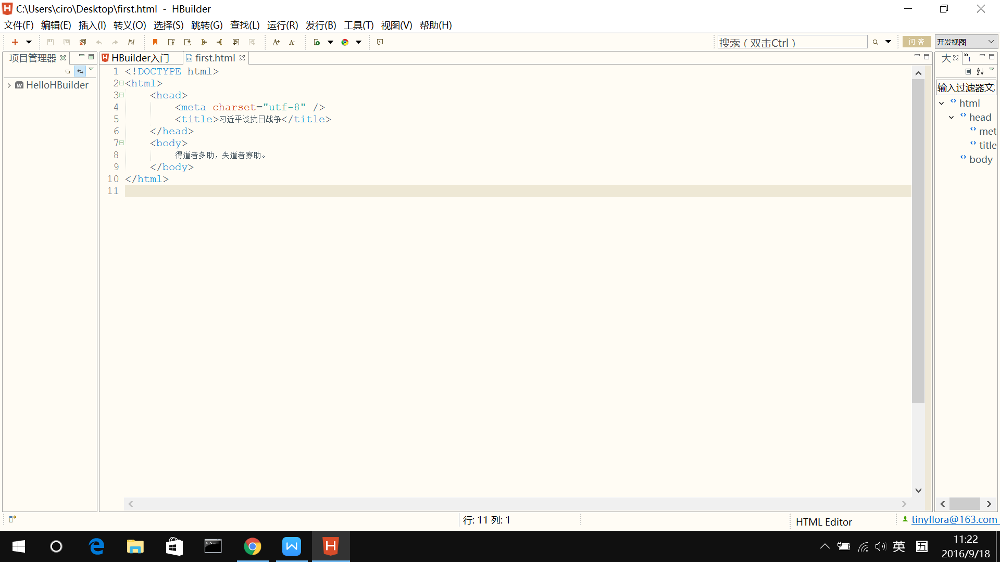 C:\Users\ciro\Desktop\first.html - HBuilder
文件(F) 编辑(E) 插入(I) 转义(O) 选择(S) 跳转(G) 查找(L) 运行(R) 发行(B) 工具(T) 视图(V) 帮助(H)
搜索（双击Ctrl） 问答 开发视图
项目管理器 HBuilder入门 first.html 大 1
HelloHBuilder
1 <!DOCTYPE html>
2 <html>
3 <head>
4 <meta charset="utf-8" />
5 <title>习近平谈抗日战争</title>
6 </head>
7 <body>
8 得道者多助，失道者寡助。
9 </body>
10 </html>
11
输入过滤器文
html
head
met
title
body
行: 11 列: 1 HTML Editor tinyflora@163.com
英 五 11:22
2016/9/18